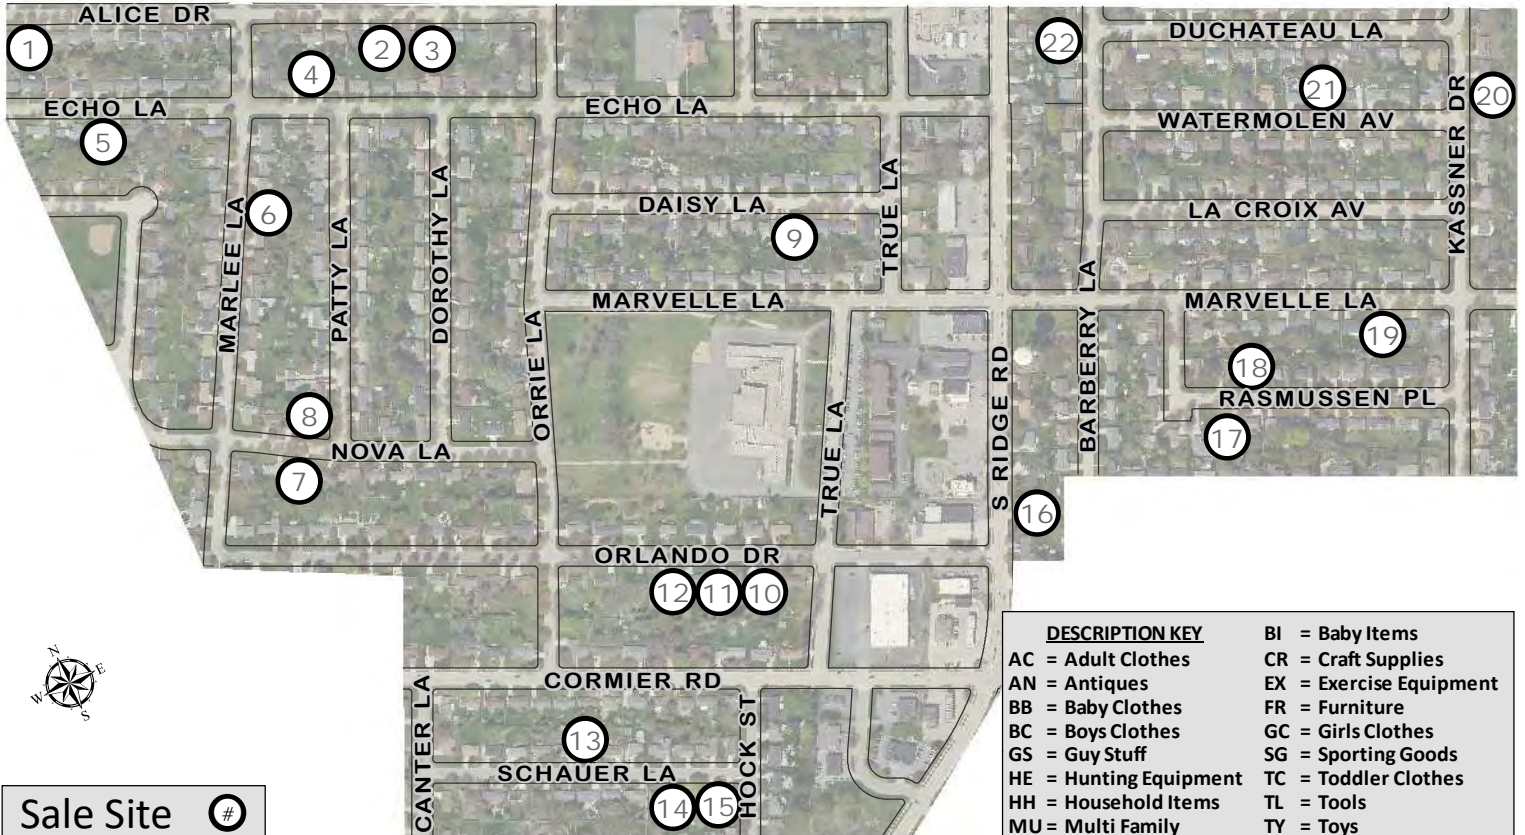 ALICE DR
DUCHATEAU LA
1
2
3
22
4
21
20
ECHO LA
ECHO LA
WATERMOLEN AV
KASSNER DR
5
6
MARLEE LA
PATTY LA
DOROTHY LA
DAISY LA
9
TRUE LA
LA CROIX AV
MARVELLE LA
BARBERRY LA
MARVELLE LA
19
ORRIE LA
18
S RIDGE RD
RASMUSSEN PL
8
17
NOVA LA
TRUE LA
7
16
ORLANDO DR
12
11
10
N
E
W
S
CORMIER RD
CANTER LA
HOCK ST
13
SCHAUER LA
14
15
Sale Site #
DESCRIPTION KEY
AC = Adult Clothes
AN = Antiques
BB = Baby Clothes
BC = Boys Clothes
GS = Guy Stuff
HE = Hunting Equipment
HH = Household Items
MU = Multi Family
BI = Baby Items
CR = Craft Supplies
EX = Exercise Equipment
FR = Furniture
GC = Girls Clothes
SG = Sporting Goods
TC = Toddler Clothes
TL = Tools
TY = Toys